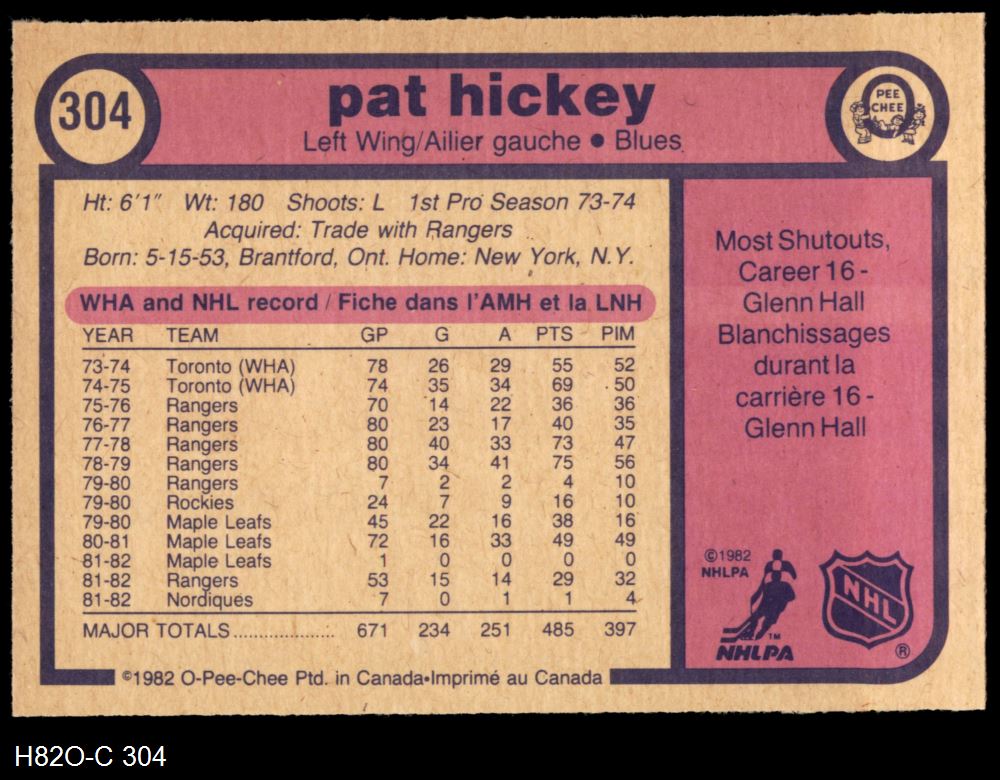 304
pat hickey
Left Wing/Ailier gauche • Blues
PEE
CHEE
Ht: 6'1" Wt: 180 Shoots: L 1st Pro Season 73-74
Acquired: Trade with Rangers
Born: 5-15-53, Brantford, Ont. Home: New York, N.Y.
WHA and NHL record / Fiche dans l'AMH et la LNH
YEAR TEAM GP G A PTS PIM
73-74 Toronto (WHA) 78 26 29 55 52
74-75 Toronto (WHA) 74 35 34 69 50
75-76 Rangers 70 14 22 36 36
76-77 Rangers 80 23 17 40 35
77-78 Rangers 80 40 33 73 47
78-79 Rangers 80 34 41 75 56
79-80 Rangers 7 2 2 4 10
79-80 Rockies 24 7 9 16 10
79-80 Maple Leafs 45 22 16 38 16
80-81 Maple Leafs 72 16 33 49 49
81-82 Maple Leafs 1 0 0 0 0
81-82 Rangers 53 15 14 29 32
81-82 Nordiques 7 0 1 1 4
MAJOR TOTALS.................... 671 234 251 485 397
©1982 O-Pee-Chee Ptd. in Canada•Imprimé au Canada
Most Shutouts,
Career 16 -
Glenn Hall
Blanchissages
durant la
carrière 16 -
Glenn Hall
©1982
NHLPA
TM
NHLPA
NHL
®
H82O-C 304